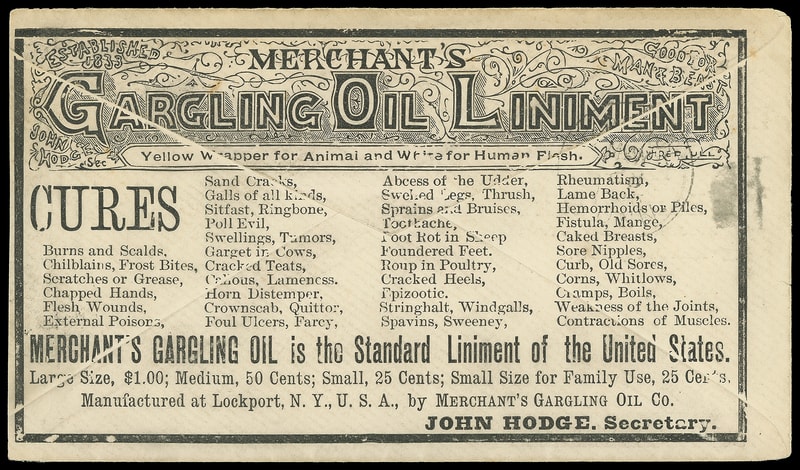 ESTABLISHED 1833
MERCHANT'S
GOOD FOR MAN & BEAST
GARGLING OIL LINIMENT
JOHN HODGE Sec
Yellow Wrapper for Animal and White for Human Flesh.
CURES
Burns and Scalds,
Chilblains, Frost Bites,
Scratches or Grease,
Chapped Hands,
Flesh Wounds,
External Poisons,
Sand Cracks,
Galls of all kinds,
Sitfast, Ringbone,
Poll Evil,
Swellings, Tumors,
Garget in Cows,
Cracked Teats,
Callous, Lameness.
Horn Distemper,
Crownscab, Quittor,
Foul Ulcers, Farcy,
Abcess of the Udder,
Swelled Legs, Thrush,
Sprains and Bruises,
Toothache,
Foot Rot in Sheep
Foundered Feet.
Roup in Poultry,
Cracked Heels,
Epizootic.
Stringhalt, Windgalls,
Spavins, Sweeney,
Rheumatism,
Lame Back,
Hemorrhoids or Piles,
Fistula, Mange,
Caked Breasts,
Sore Nipples,
Curb, Old Sores,
Corns, Whitlows,
Cramps, Boils,
Weakness of the Joints,
Contractions of Muscles.
MERCHANT'S GARGLING OIL is the Standard Liniment of the United States.
Large Size, $1.00; Medium, 50 Cents; Small, 25 Cents; Small Size for Family Use, 25 Cents.
Manufactured at Lockport, N. Y., U. S. A., by MERCHANT'S GARGLING OIL CO.
JOHN HODGE. Secretary.